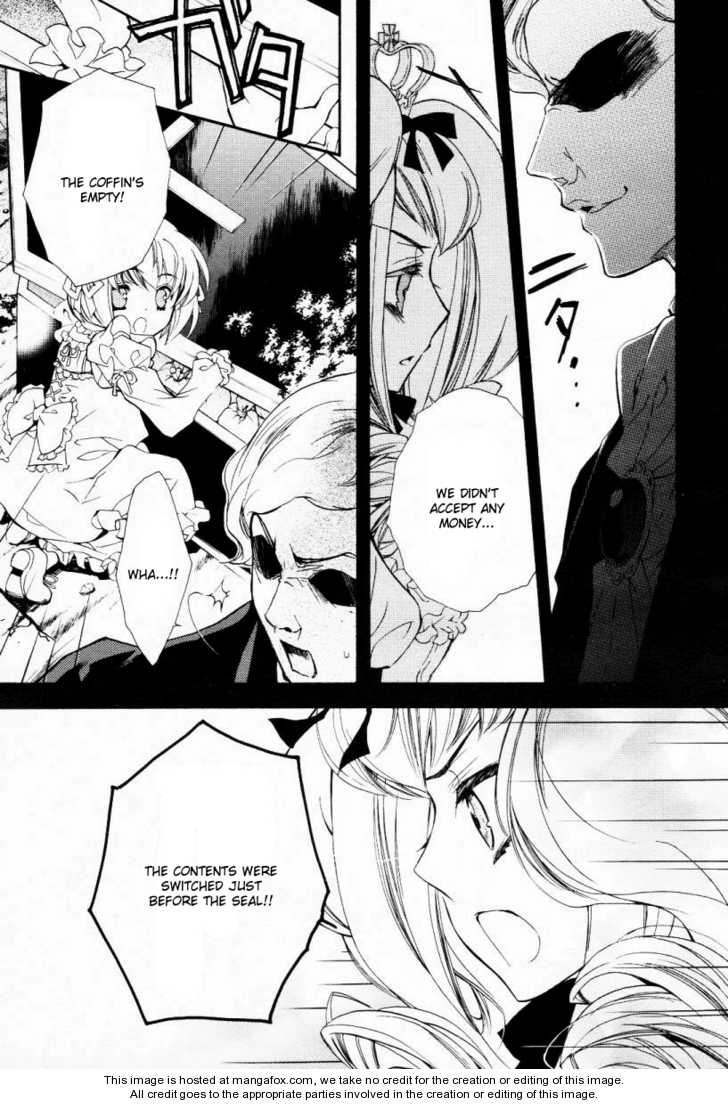 WE DIDN'T
ACCEPT ANY
MONEY...
THE COFFIN'S
EMPTY!
WHA...!!
THE CONTENTS WERE
SWITCHED JUST
BEFORE THE SEAL!!
This image is hosted at mangafox.com, we take no credit for the creation or editing of this image.
All credit goes to the appropriate parties involved in the creation or editing of this image.